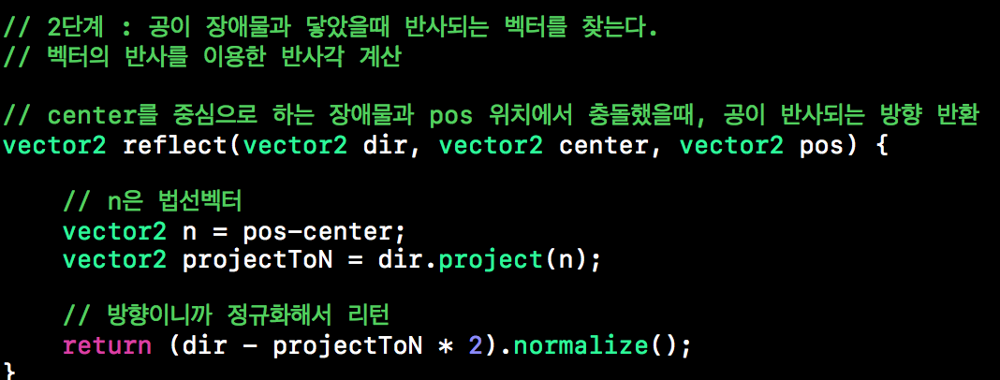 // 2단계 : 공이 장애물과 닿았을때 반사되는 벡터를 찾는다.
// 벡터의 반사를 이용한 반사각 계산
// center를 중심으로 하는 장애물과 pos 위치에서 충돌했을때, 공이 반사되는 방향 반환
vector2 reflect(vector2 dir, vector2 center, vector2 pos) {
// n은 법선벡터
vector2 n = pos-center;
vector2 projectToN = dir.project(n);
// 방향이니까 정규화해서 리턴
return (dir - projectToN * 2).normalize();
}